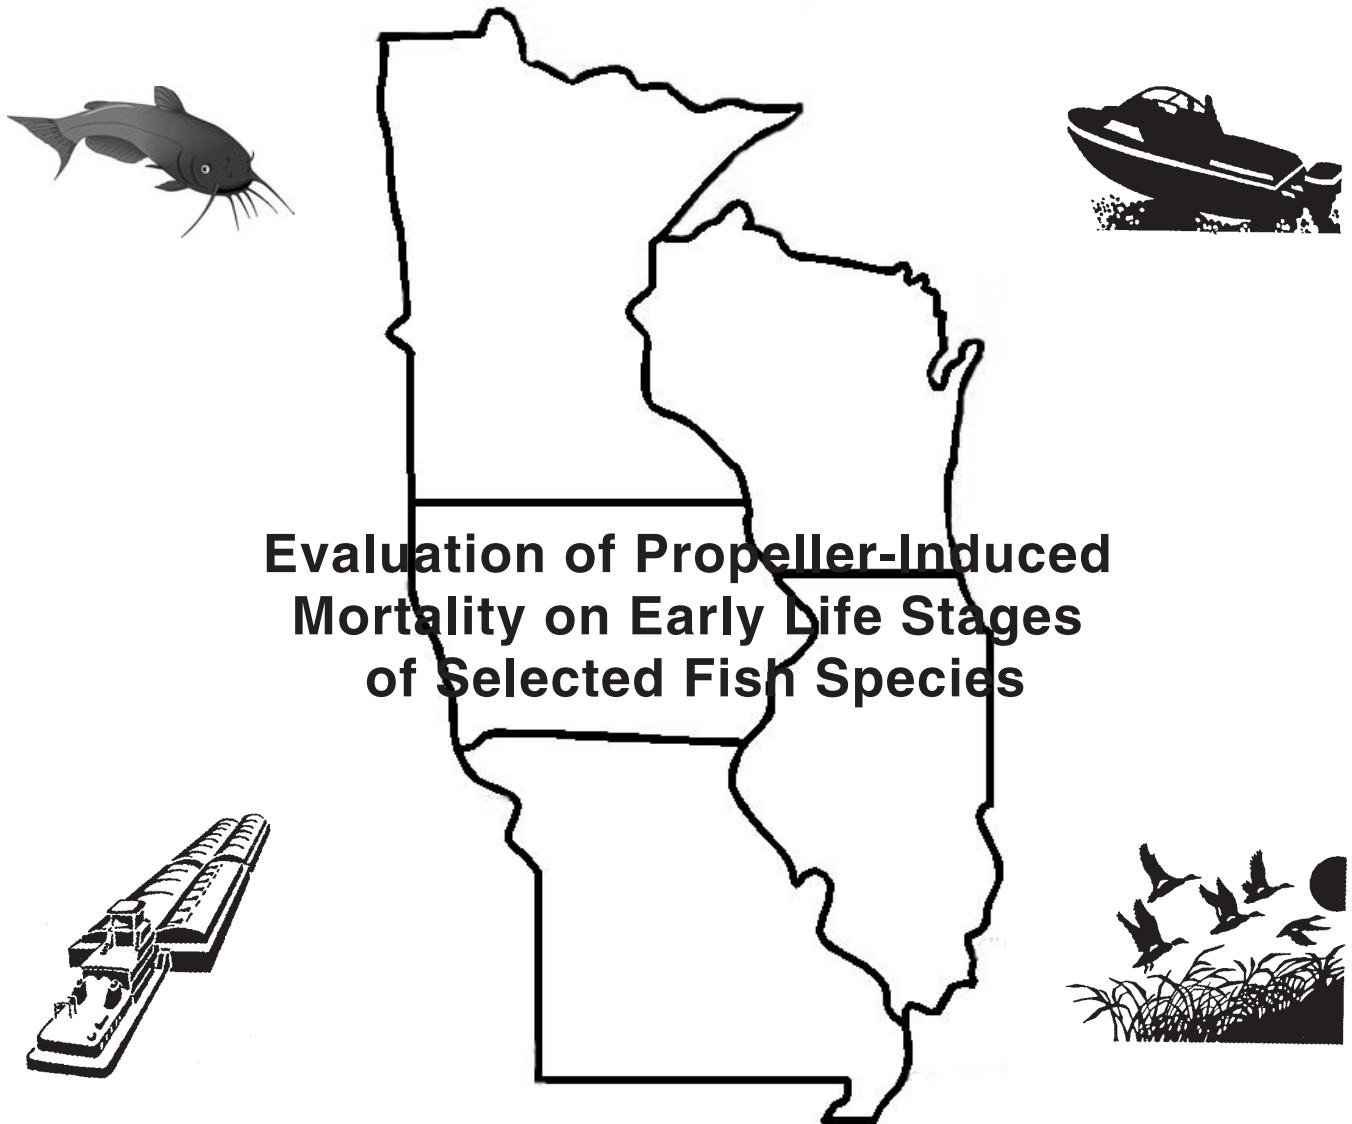 Evaluation of Propeller-Induced
Mortality on Early Life Stages
of Selected Fish Species